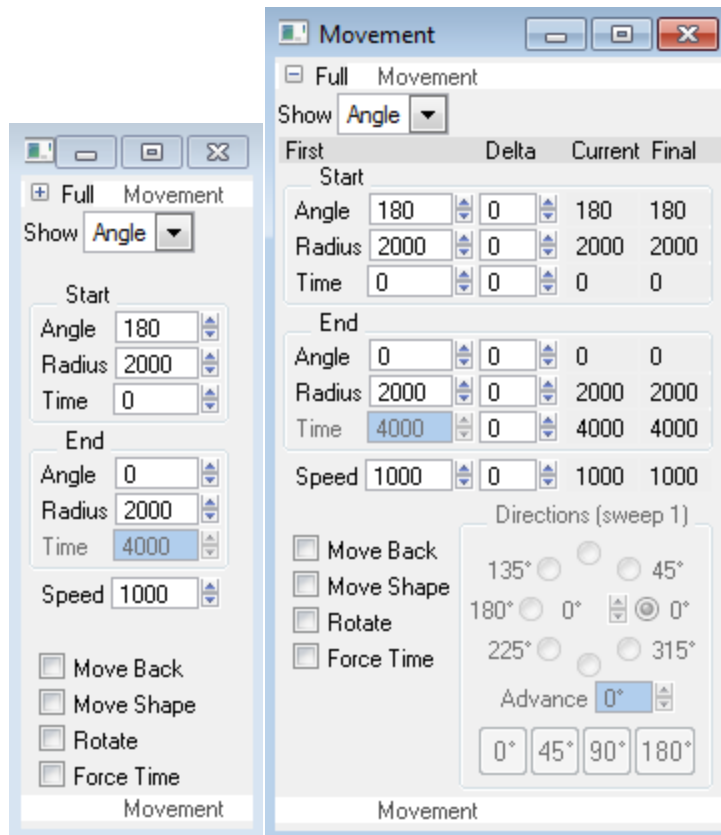 Full Movement
Show Angle
Start
Angle 180
Radius 2000
Time 0
End
Angle 0
Radius 2000
Time 4000
Speed 1000
Move Back
Move Shape
Rotate
Force Time
Movement
Movement
Full Movement
Show Angle
First Delta Current Final
Start
Angle 180 0 180 180
Radius 2000 0 2000 2000
Time 0 0 0 0
End
Angle 0 0 0 0
Radius 2000 0 2000 2000
Time 4000 0 4000 4000
Speed 1000 0 1000 1000
Directions (sweep 1)
Move Back
Move Shape
Rotate
Force Time
135° 45°
180° 0° 0°
225° 315°
Advance 0°
0° 45° 90° 180°
Movement